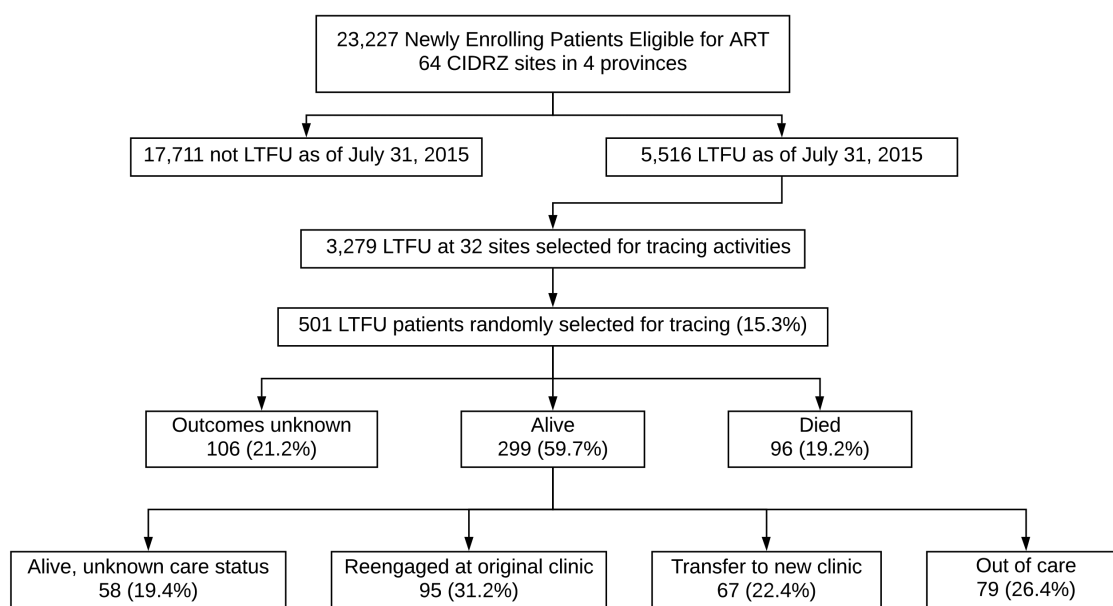 23,227 Newly Enrolling Patients Eligible for ART
64 CIDRZ sites in 4 provinces
17,711 not LTFU as of July 31, 2015
5,516 LTFU as of July 31, 2015
3,279 LTFU at 32 sites selected for tracing activities
501 LTFU patients randomly selected for tracing (15.3%)
Outcomes unknown
106 (21.2%)
Alive
299 (59.7%)
Died
96 (19.2%)
Alive, unknown care status
58 (19.4%)
Reengaged at original clinic
95 (31.2%)
Transfer to new clinic
67 (22.4%)
Out of care
79 (26.4%)